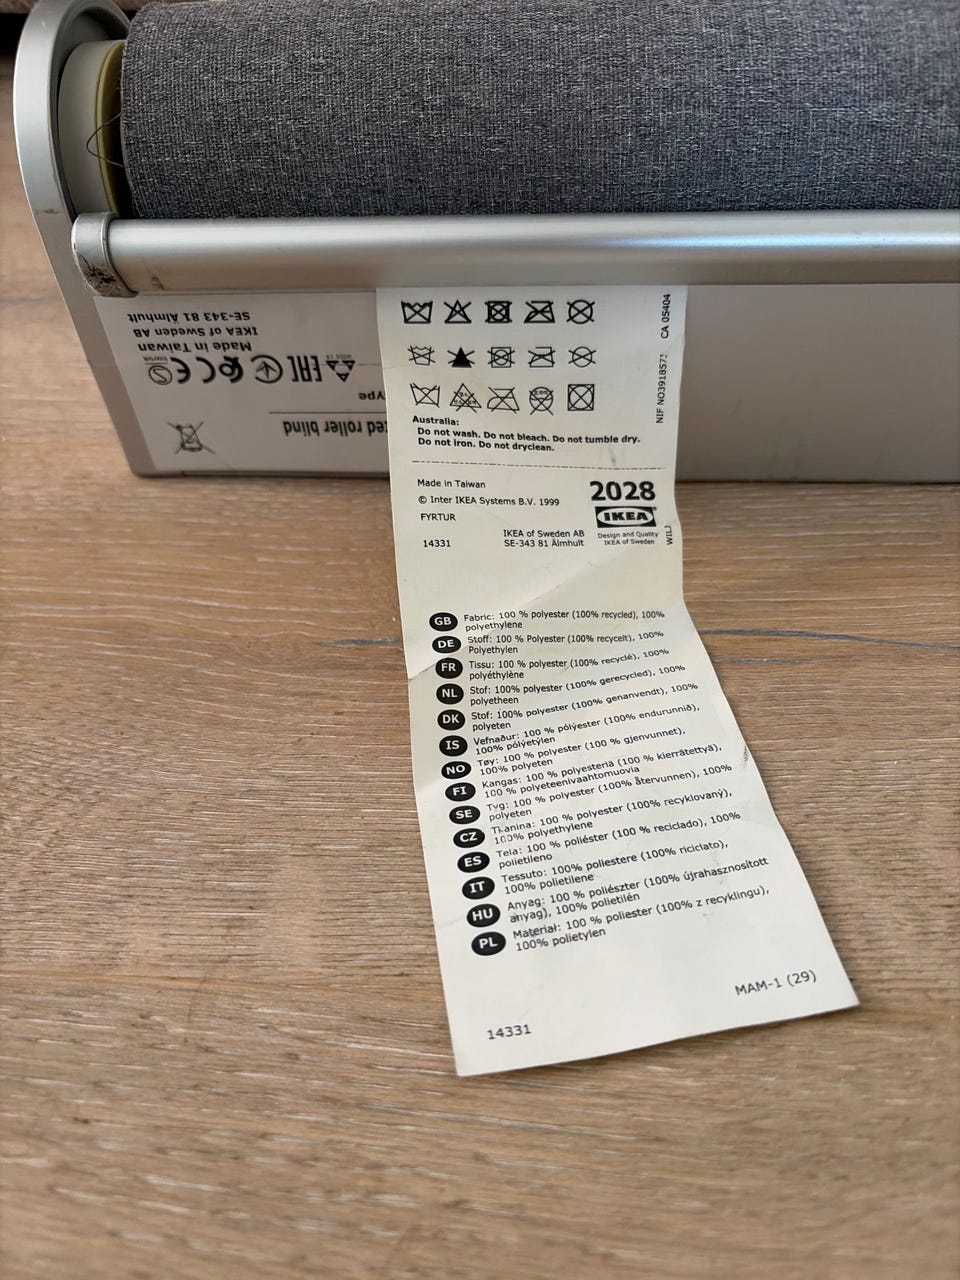 SE-343 81 Älmhult
IKEA of Sweden AB
Made in Taiwan
Intertek
ype
ed roller blind
CA 05404
NIF NO3918573
Australia:
Do not wash. Do not bleach. Do not tumble dry.
Do not iron. Do not dryclean.
Made in Taiwan
© Inter IKEA Systems B.V. 1999
FYRTUR
14331
IKEA of Sweden AB
SE-343 81 Älmhult
2028
IKEA
Design and Quality
IKEA of Sweden
GB Fabric: 100 % polyester (100% recycled), 100%
polyethylene
DE Stoff: 100 % Polyester (100% recycelt), 100%
Polyethylen
FR Tissu: 100 % polyester (100% recyclé), 100%
polyéthylène
NL Stof: 100% polyester (100% gerecycled), 100%
polyetheen
DK Stof: 100% polyester (100% genanvendt), 100%
polyeten
IS Vefnaður: 100 % pólýester (100% endurunnið),
100% pólýetýlen
NO Tøy: 100 % polyester (100 % gjenvunnet),
100% polyeten
FI Kangas: 100 % polyesteriä (100 % kierrätettyä),
100 % polyeteenivaahtomuovia
SE Tyg: 100 % polyester (100% återvunnen), 100%
polyeten
CZ Tkanina: 100 % polyester (100% recyklovaný),
100% polyethylene
ES Tela: 100 % poliéster (100 % reciclado), 100%
polietileno
IT Tessuto: 100% poliestere (100% riciclato),
100% polietilene
HU Anyag: 100 % poliészter (100% újrahasznosított
anyag), 100% polietilén
PL Materiał: 100 % poliester (100% z recyklingu),
100% polietylen
MAM-1 (29)
14331